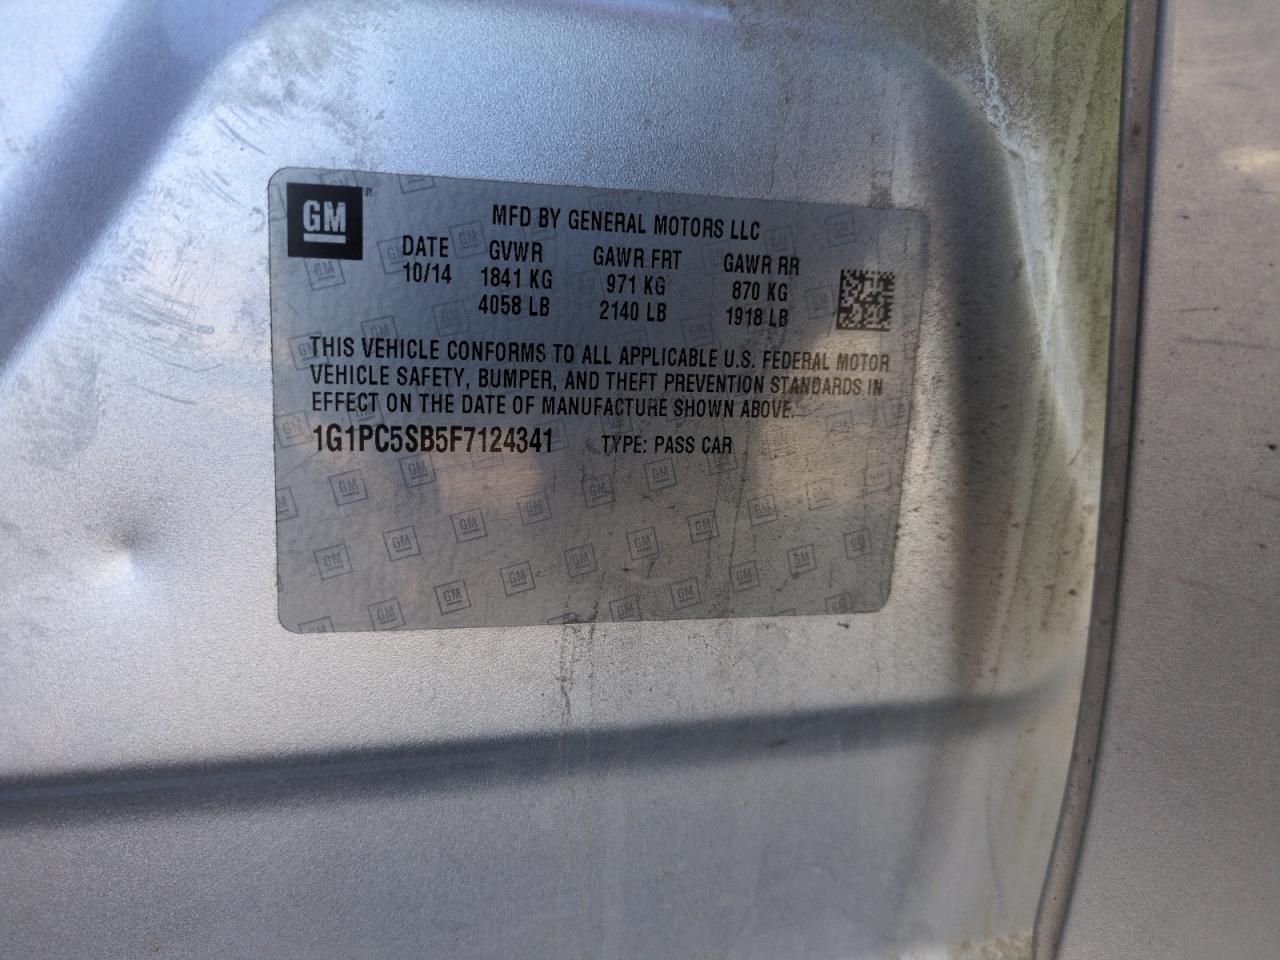 GM ®
MFD BY GENERAL MOTORS LLC
DATE GVWR GAWR FRT GAWR RR
10/14 1841 KG 971 KG 870 KG
4058 LB 2140 LB 1918 LB
THIS VEHICLE CONFORMS TO ALL APPLICABLE U.S. FEDERAL MOTOR
VEHICLE SAFETY, BUMPER, AND THEFT PREVENTION STANDARDS IN
EFFECT ON THE DATE OF MANUFACTURE SHOWN ABOVE.
1G1PC5SB5F7124341 TYPE: PASS CAR